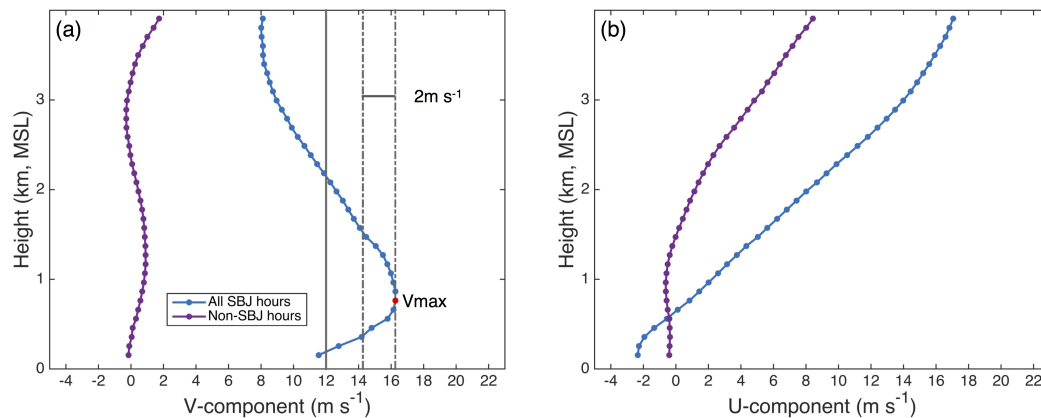 (a)
(b)
Height (km, MSL)
3
2
1
0
2m s⁻¹
Vmax
All SBJ hours
Non-SBJ hours
-4 -2 0 2 4 6 8 10 12 14 16 18 20 22
V-component (m s⁻¹)
Height (km, MSL)
3
2
1
0
-4 -2 0 2 4 6 8 10 12 14 16 18 20 22
U-component (m s⁻¹)